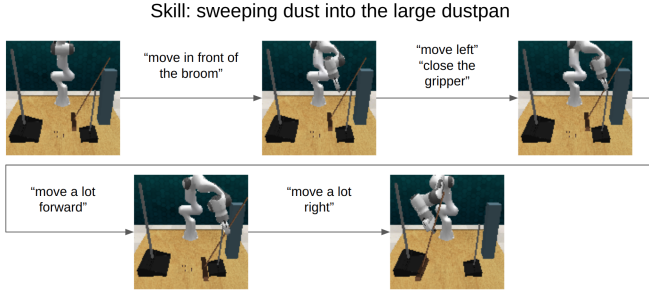 Skill: sweeping dust into the large dustpan
“move in front of
the broom”
“move left”
“close the
gripper”
“move a lot
forward”
“move a lot
right”